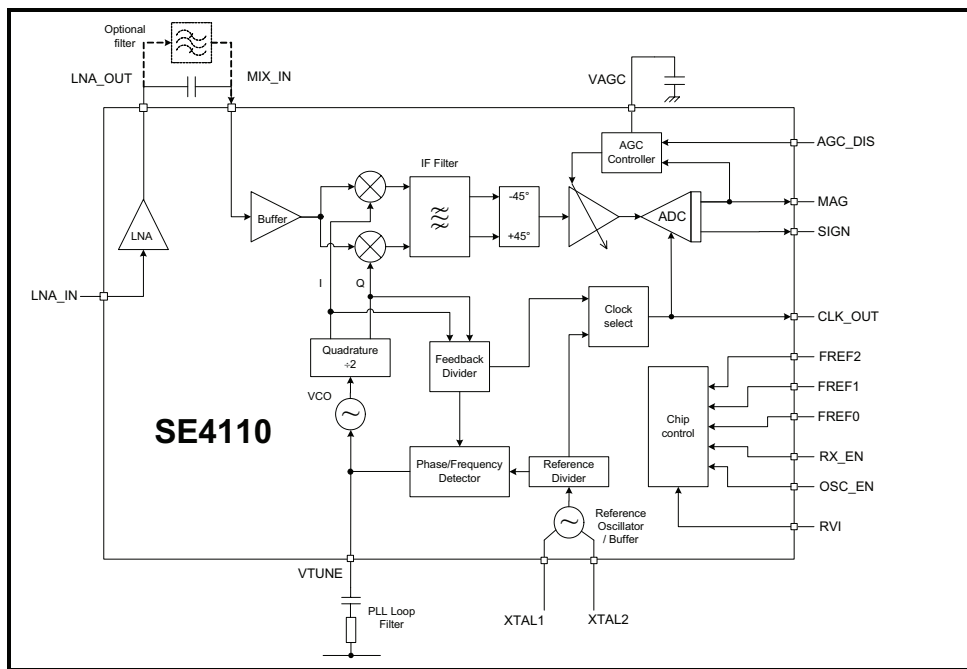 Optional
filter
LNA_OUT
MIX_IN
VAGC
AGC
Controller
AGC_DIS
IF Filter
-45°
+45°
Buffer
LNA
ADC
MAG
SIGN
LNA_IN
I
Q
Clock
select
CLK_OUT
Quadrature
÷2
Feedback
Divider
VCO
FREF2
FREF1
FREF0
Chip
control
SE4110
RX_EN
OSC_EN
Phase/Frequency
Detector
Reference
Divider
Reference
Oscillator
/ Buffer
RVI
VTUNE
PLL Loop
Filter
XTAL1
XTAL2